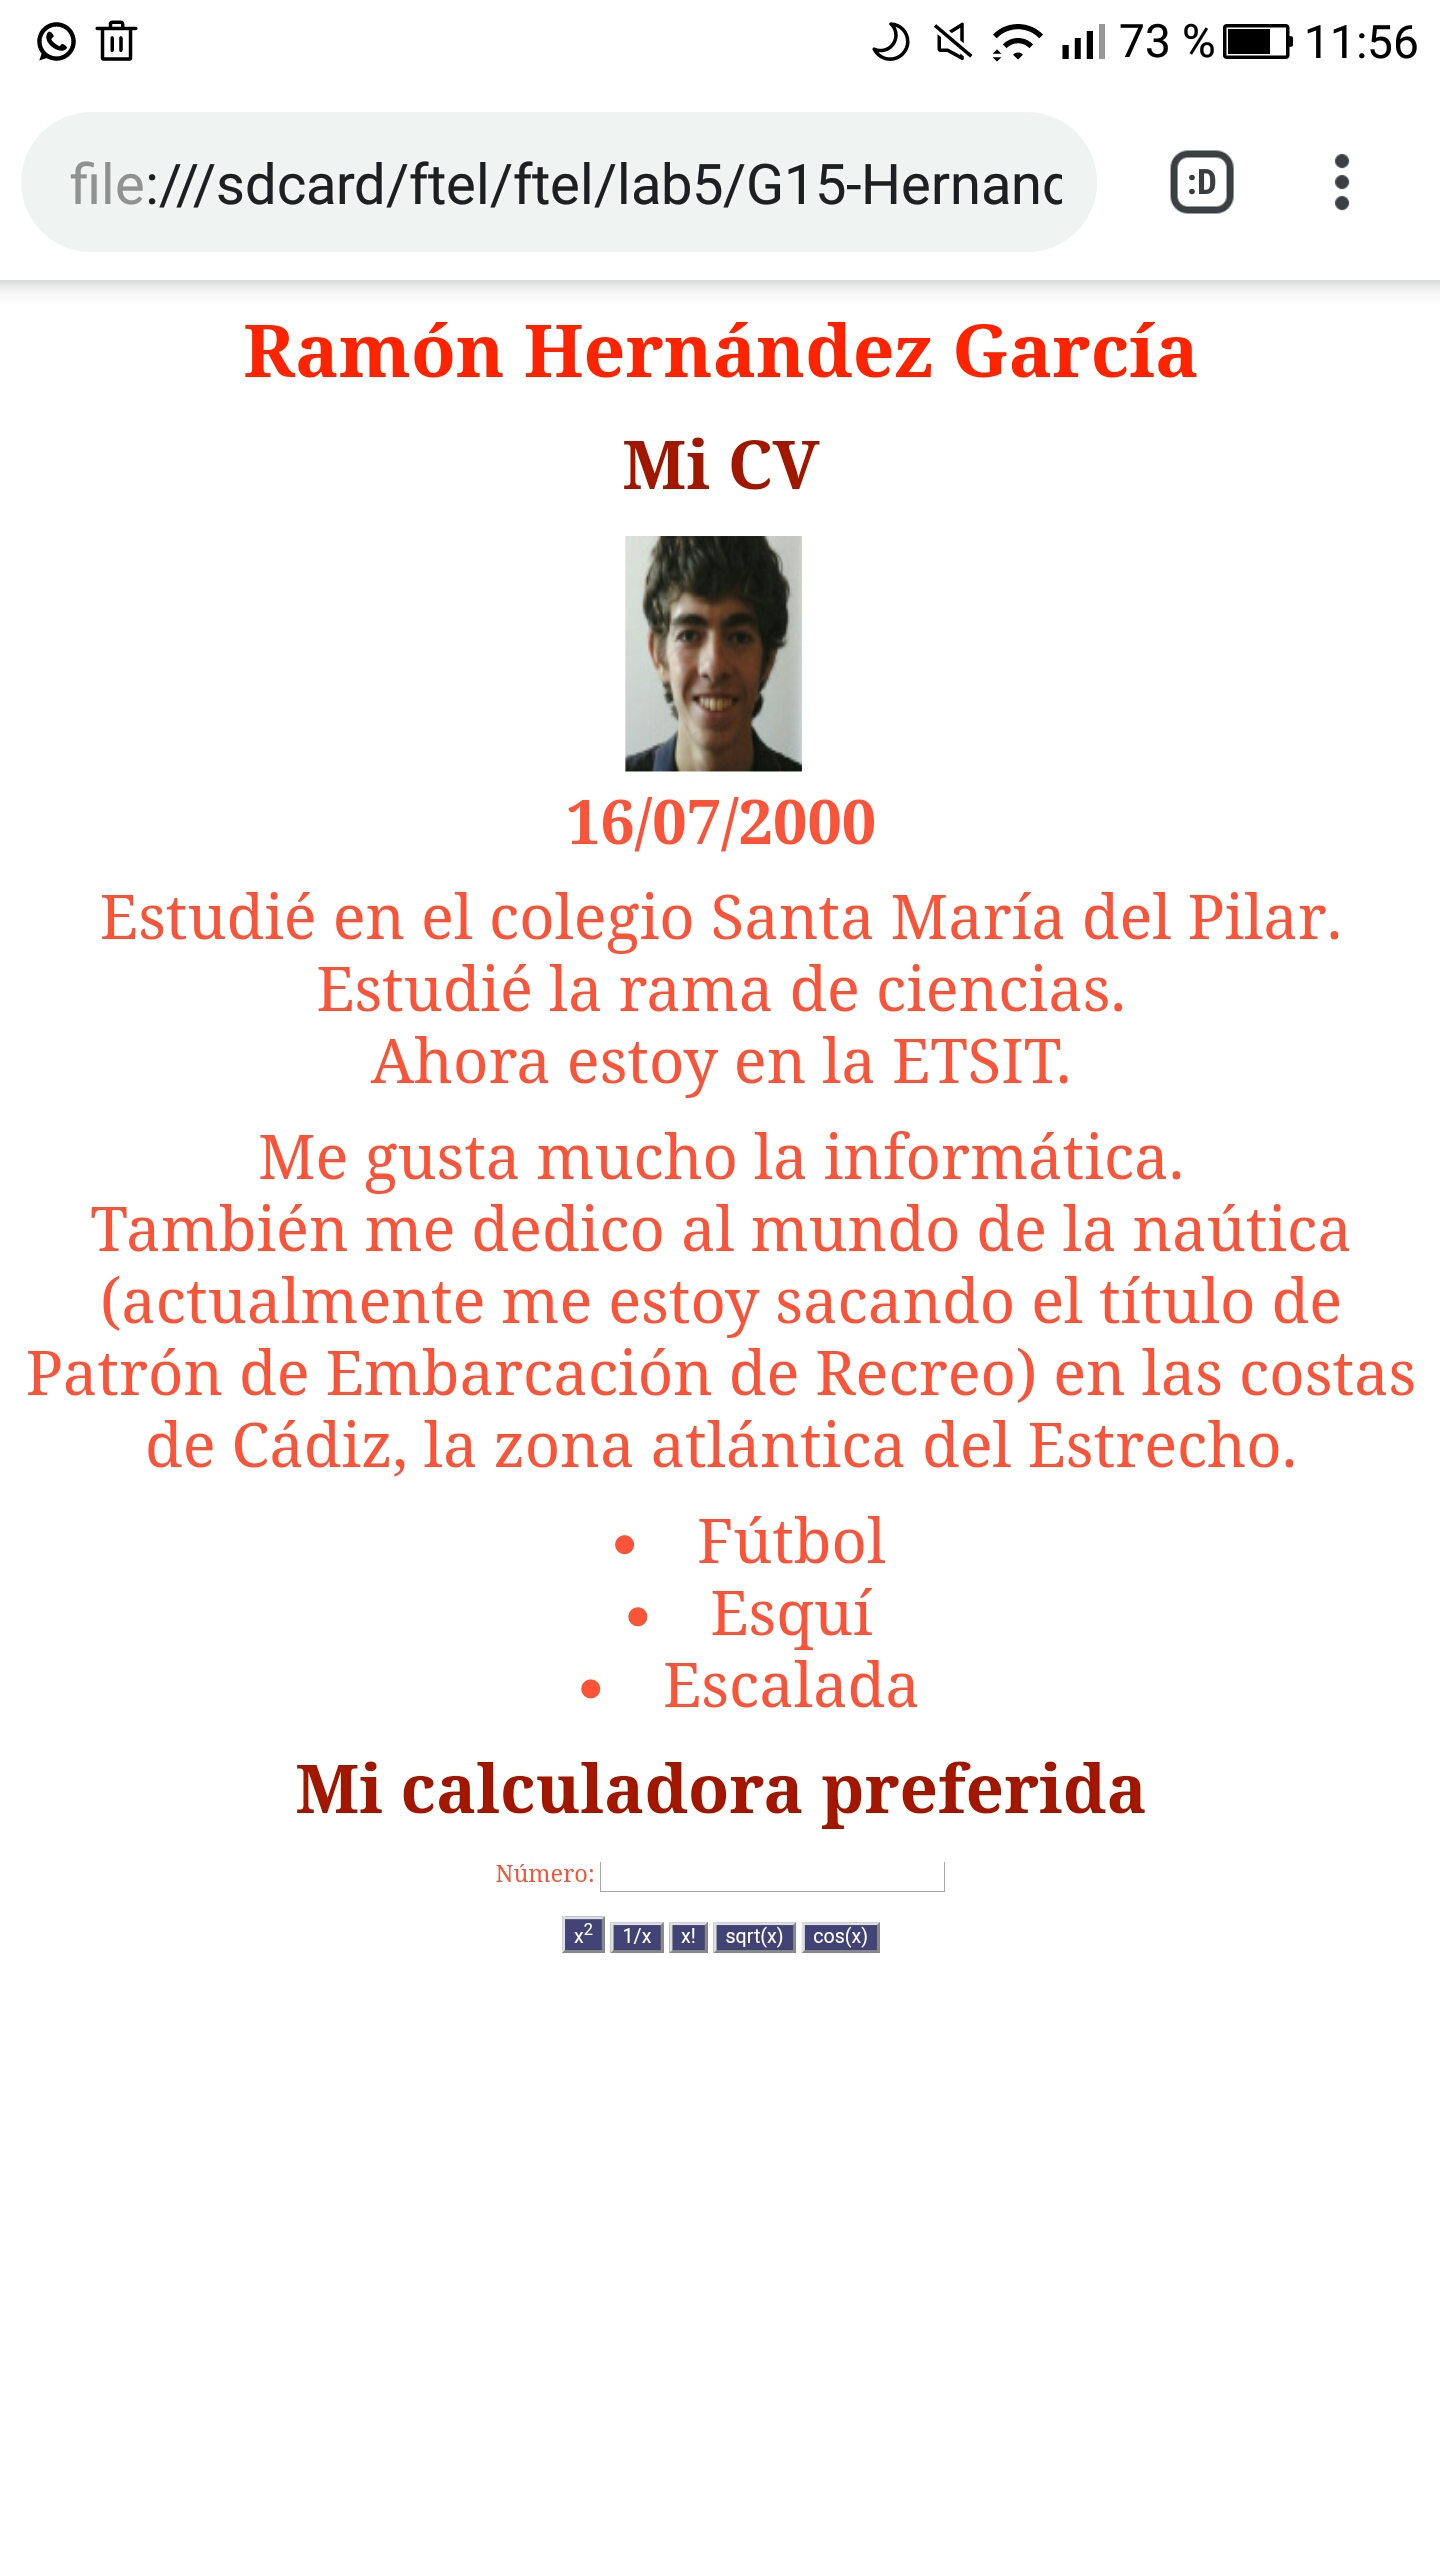 73 % 11:56
file:///sdcard/ftel/ftel/lab5/G15-Hernanc
:D
Ramón Hernández García
Mi CV
16/07/2000
Estudié en el colegio Santa María del Pilar.
Estudié la rama de ciencias.
Ahora estoy en la ETSIT.
Me gusta mucho la informática.
También me dedico al mundo de la naútica
(actualmente me estoy sacando el título de
Patrón de Embarcación de Recreo) en las costas
de Cádiz, la zona atlántica del Estrecho.
• Fútbol
• Esquí
• Escalada
Mi calculadora preferida
Número:
x² 1/x x! sqrt(x) cos(x)